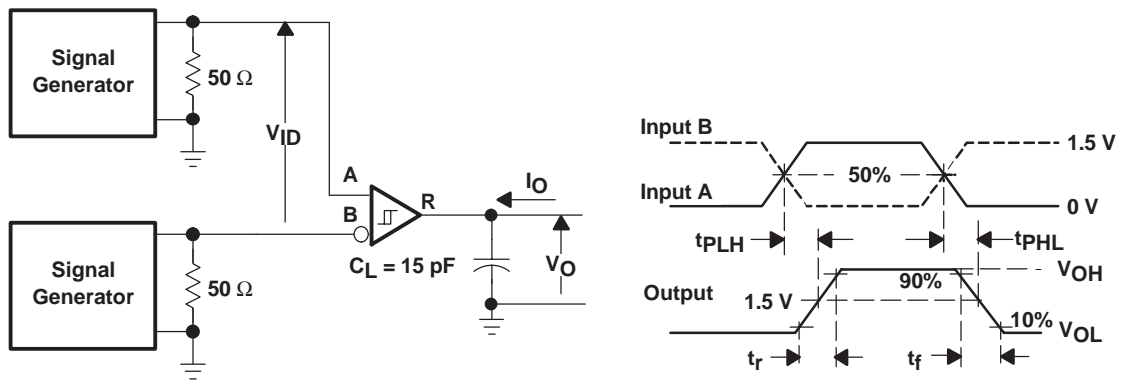 Signal
Generator
50 Ω
VID
A
B
R
IO
CL = 15 pF
VO
Signal
Generator
50 Ω
Input B
1.5 V
50%
Input A
0 V
tPLH
tPHL
VOH
90%
Output
1.5 V
10%
VOL
tr
tf